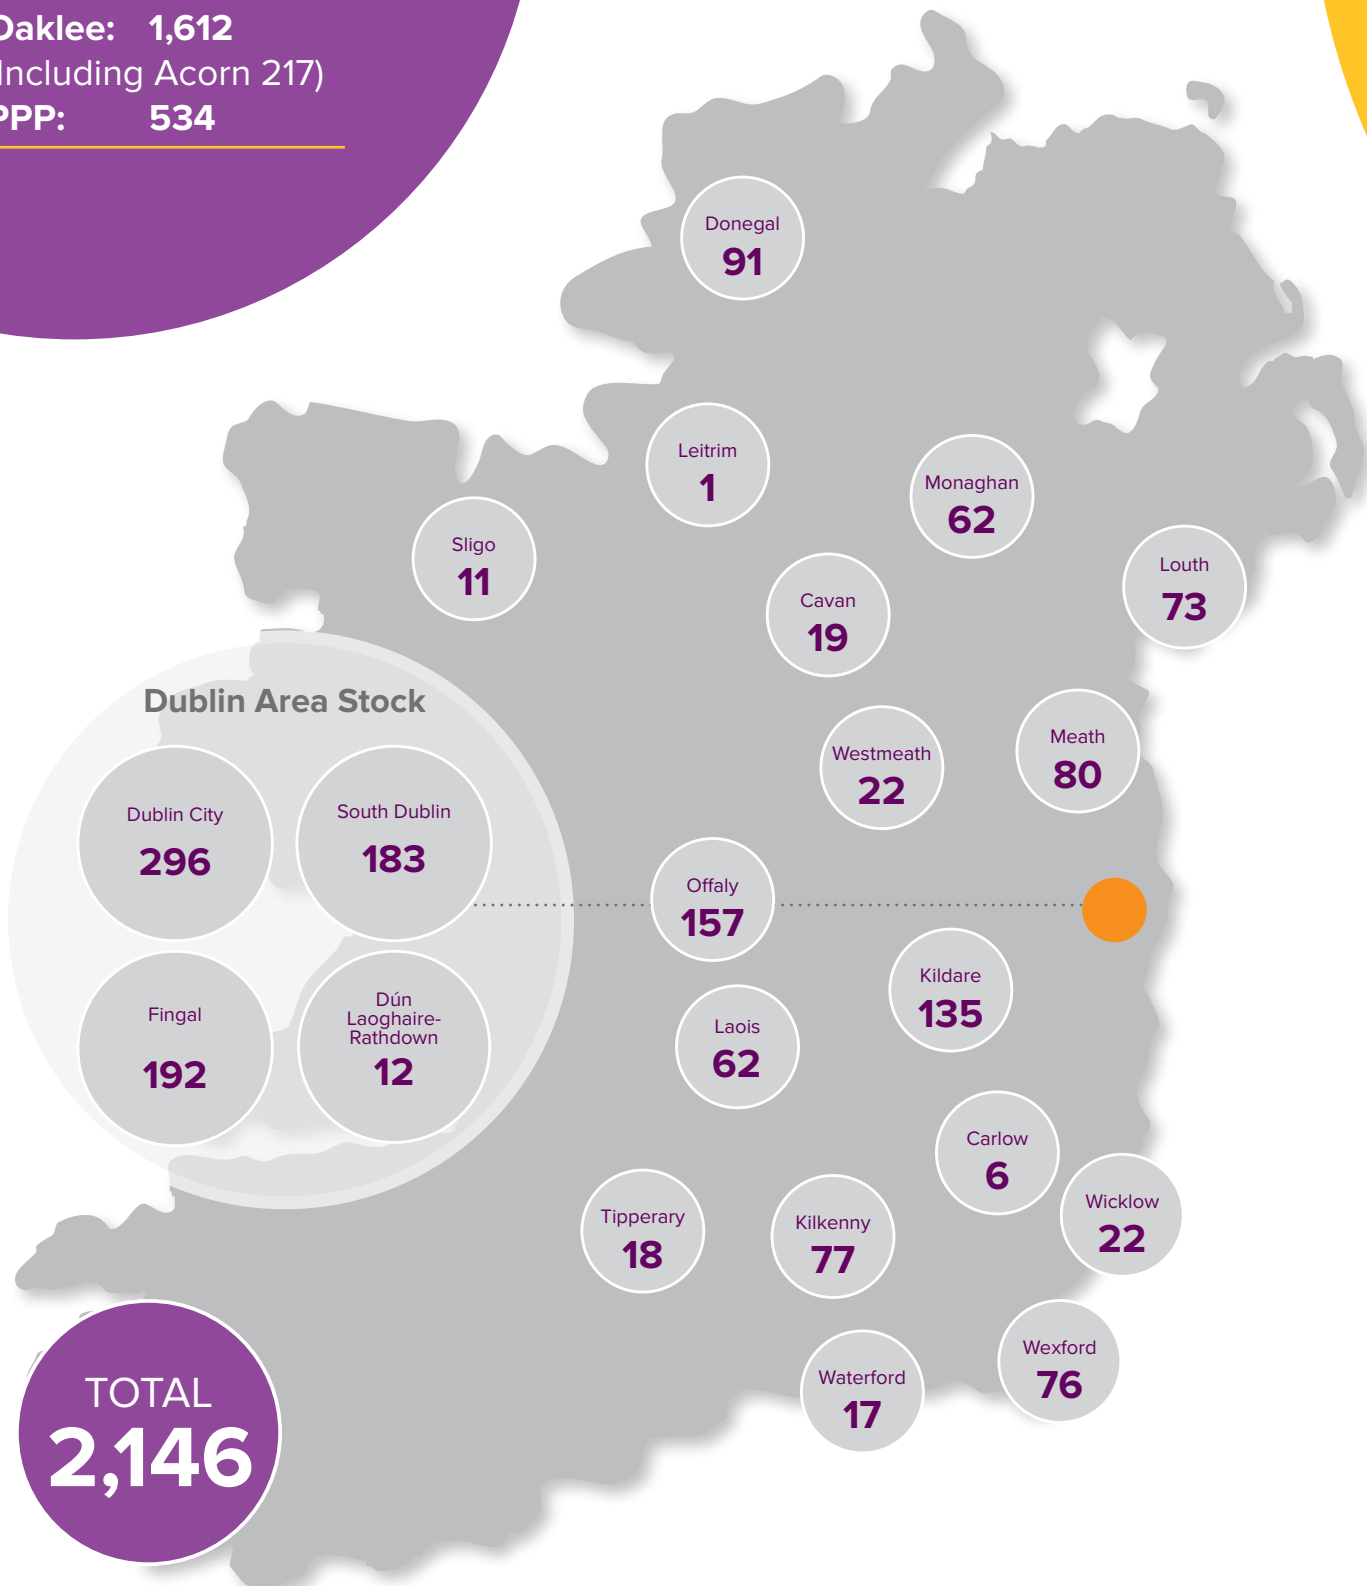 Oaklee: 1,612
Including Acorn 217)
PPP: 534
Donegal
91
Leitrim
1
Monaghan
62
Sligo
11
Louth
73
Cavan
19
Dublin Area Stock
Dublin City
296
South Dublin
183
Fingal
192
Dún
Laoghaire-
Rathdown
12
Westmeath
22
Meath
80
Offaly
157
Kildare
135
Laois
62
Carlow
6
Wicklow
22
Tipperary
18
Kilkenny
77
Wexford
76
Waterford
17
TOTAL
2,146